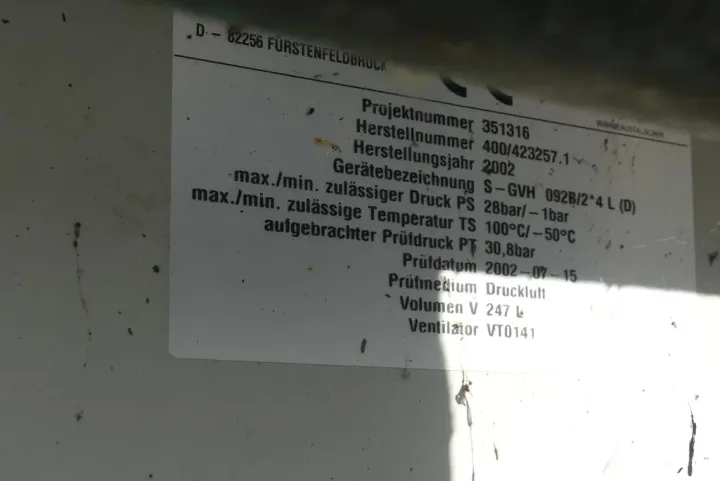 D – 82256 FÜRSTENFELDBRUCK
WÄRMEAUSTAUSCHER
Projektnummer 351316
Herstellnummer 400/423257.1
Herstellungsjahr 2002
Gerätebezeichnung S-GVH 092B/2*4 L (D)
max./min. zulässiger Druck PS 28bar/-1bar
max./min. zulässige Temperatur TS 100°C/-50°C
aufgebrachter Prüfdruck PT 30,8bar
Prüfdatum 2002-07-15
Prüfmedium Druckluft
Volumen V 247 L
Ventilator VT0141